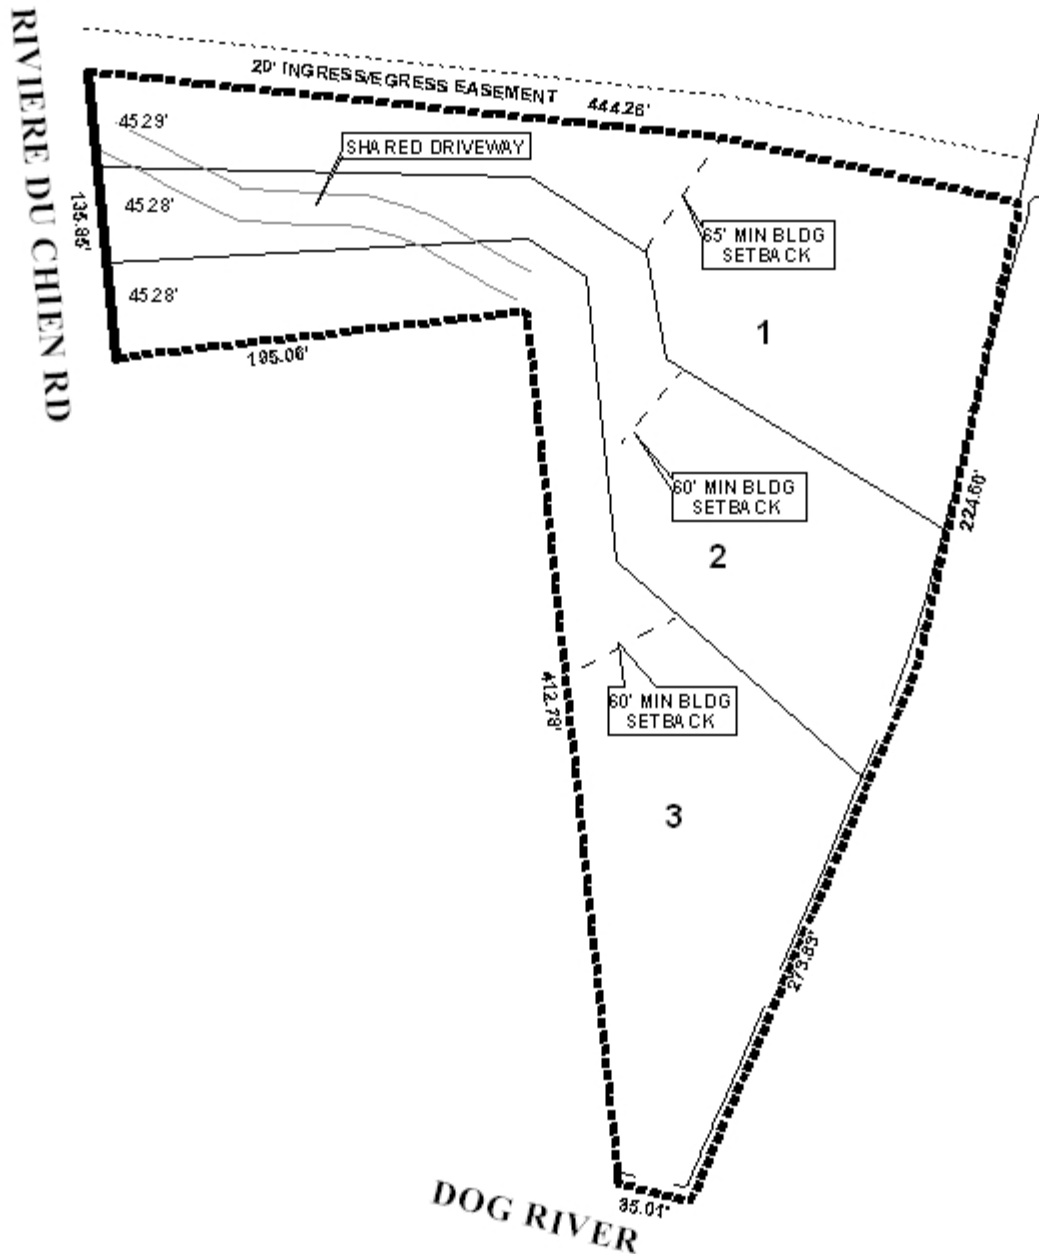 RIVIERE DU CHIEN RD
20' INGRESS/EGRESS EASEMENT
444.26'
45.29'
SHARED DRIVEWAY
135.85'
45.28'
65' MIN BLDG
SETBACK
45.28'
1
195.06'
60' MIN BLDG
SETBACK
224.60'
2
412.79'
60' MIN BLDG
SETBACK
3
273.83'
DOG RIVER
35.01'